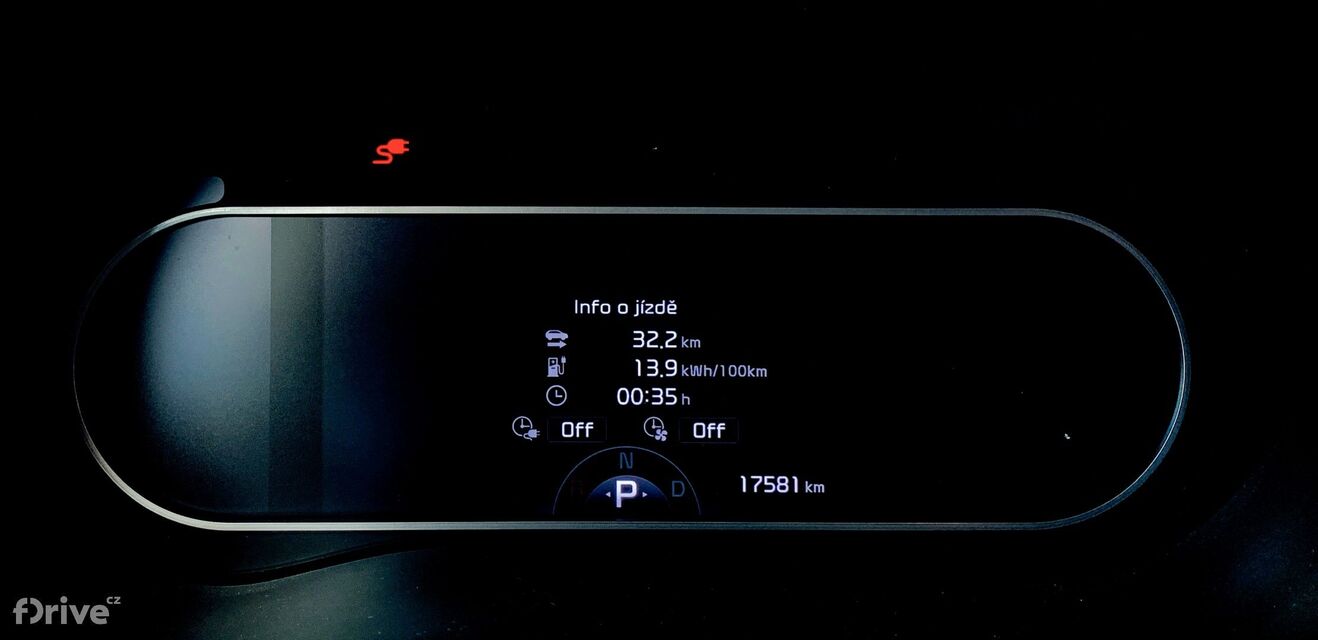 Info o jízdě
32.2 km
13.9 kWh/100km
00:35 h
Off Off
N
R P D
17581 km
fDrive cz